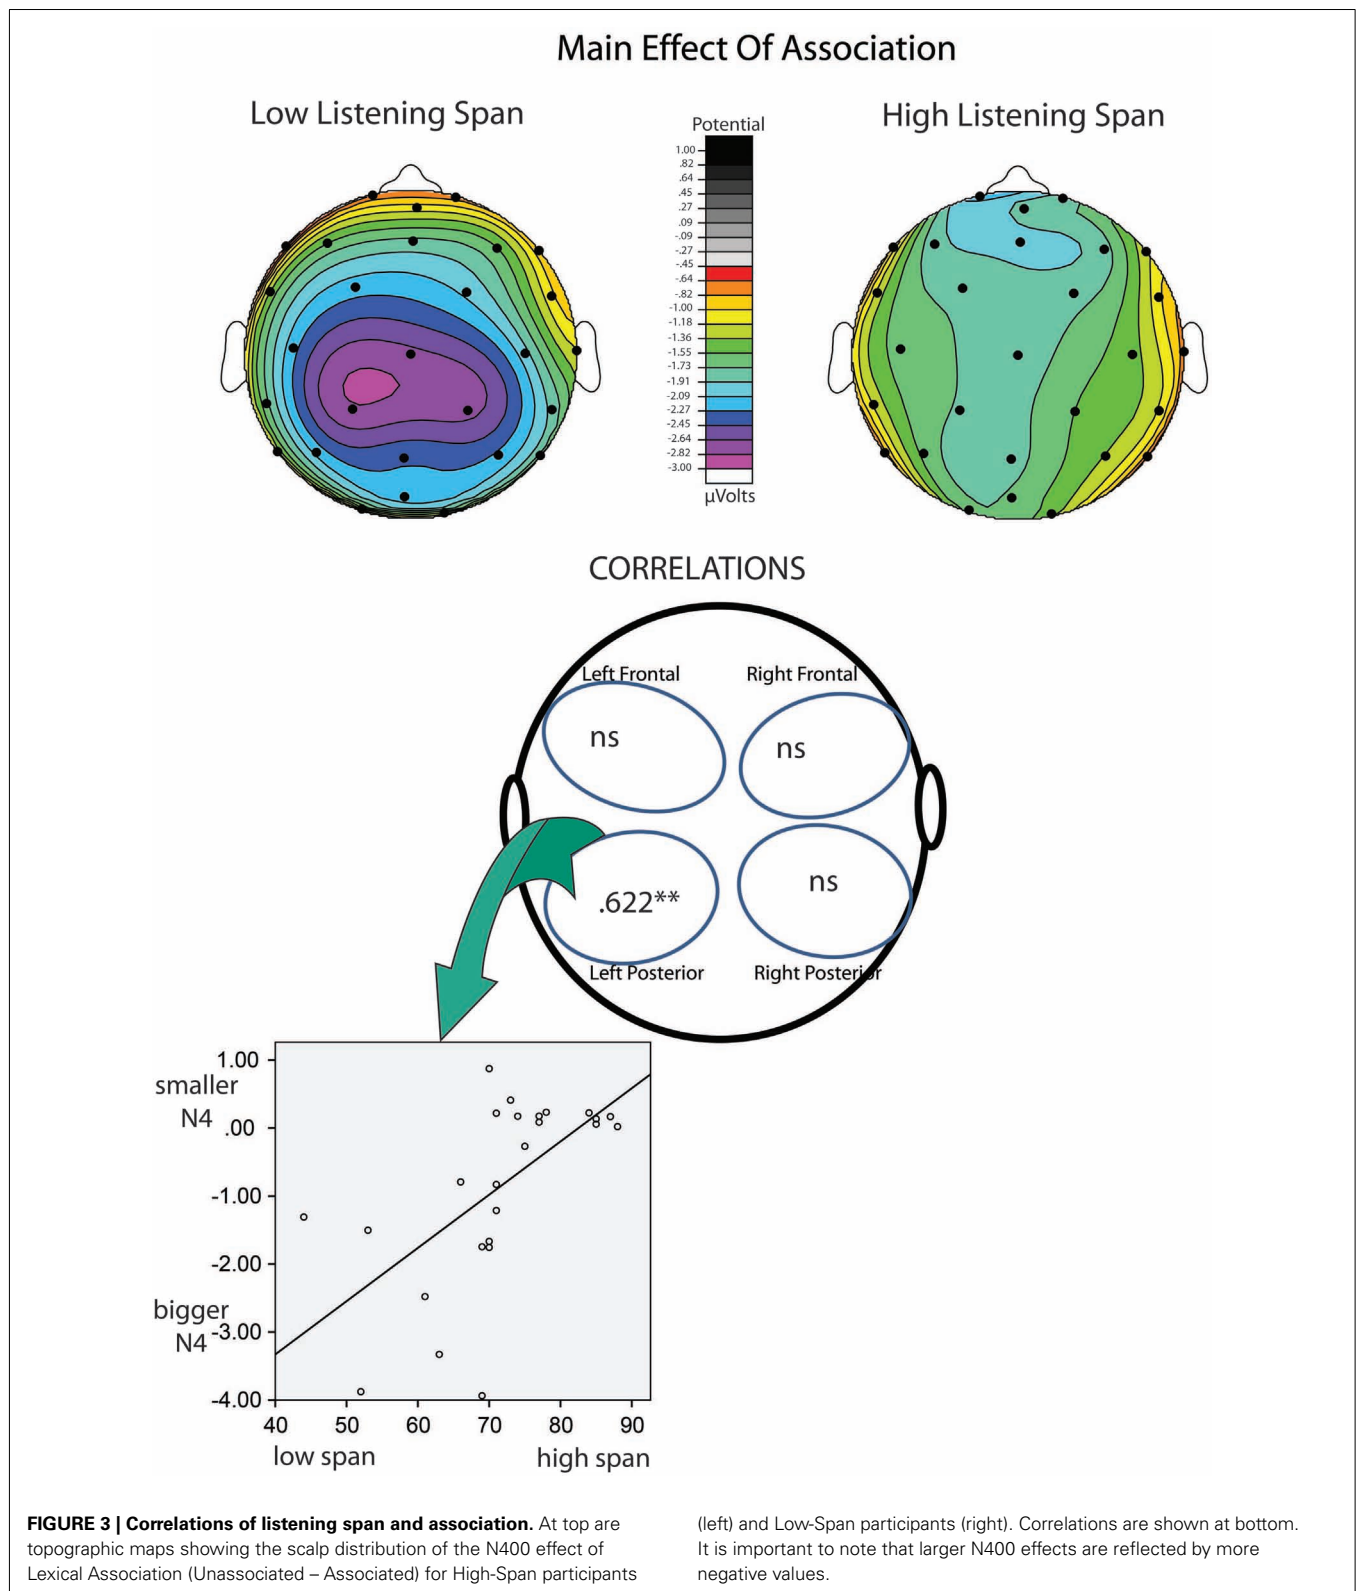 Main Effect Of Association
Low Listening Span
High Listening Span
Potential
1.00
.82
.64
.45
.27
.09
-.09
-.27
-.45
-.64
-.82
-1.00
-1.18
-1.36
-1.55
-1.73
-1.91
-2.09
-2.27
-2.45
-2.64
-2.82
-3.00
µVolts
CORRELATIONS
Left Frontal
Right Frontal
ns
ns
.622**
ns
Left Posterior
Right Posterior
1.00
smaller
N4
.00
-1.00
-2.00
bigger
N4
-3.00
-4.00
40 50 60 70 80 90
low span
high span
FIGURE 3 | Correlations of listening span and association. At top are
topographic maps showing the scalp distribution of the N400 effect of
Lexical Association (Unassociated – Associated) for High-Span participants
(left) and Low-Span participants (right). Correlations are shown at bottom.
It is important to note that larger N400 effects are reflected by more
negative values.